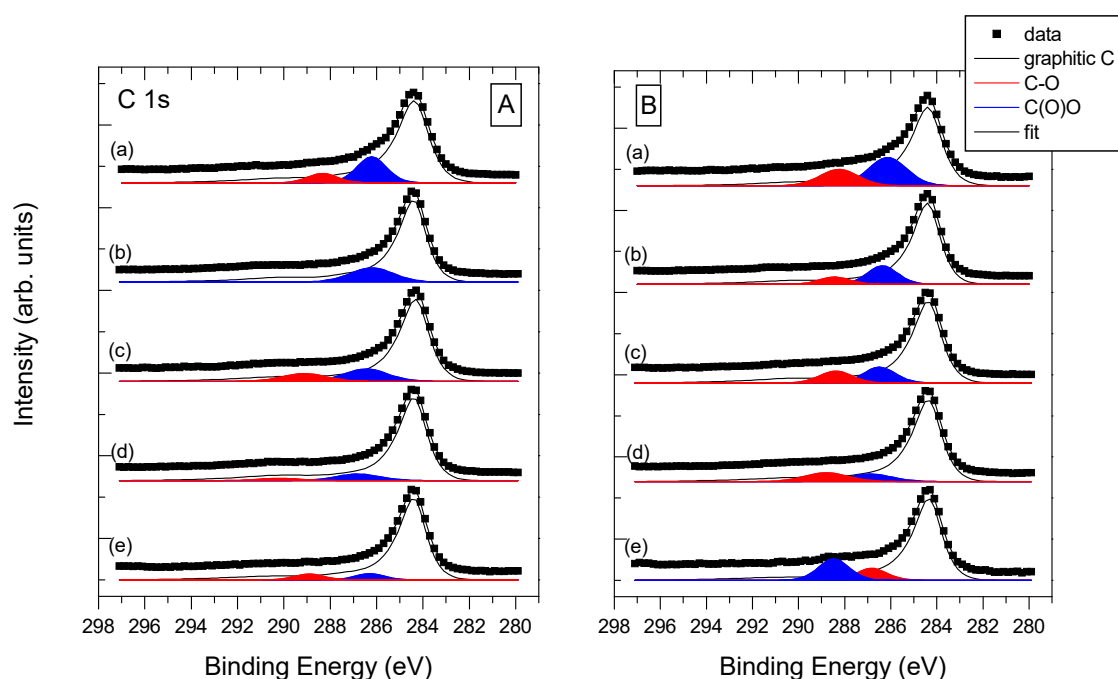 data
graphitic C
C-O
C(O)O
fit
C 1s
A
B
(a)
(b)
(c)
(d)
(e)
(a)
(b)
(c)
(d)
(e)
Intensity (arb. units)
298 296 294 292 290 288 286 284 282 280
298 296 294 292 290 288 286 284 282 280
Binding Energy (eV)
Binding Energy (eV)